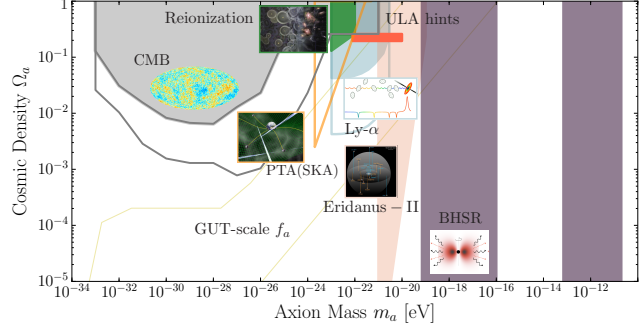 Reionization
ULA hints
CMB
Ly-α
PTA(SKA)
Eridanus − II
GUT-scale f_a
BHSR
Cosmic Density Ω_a
1
10^−1
10^−2
10^−3
10^−4
10^−5
10^−34 10^−32 10^−30 10^−28 10^−26 10^−24 10^−22 10^−20 10^−18 10^−16 10^−14 10^−12
Axion Mass m_a [eV]